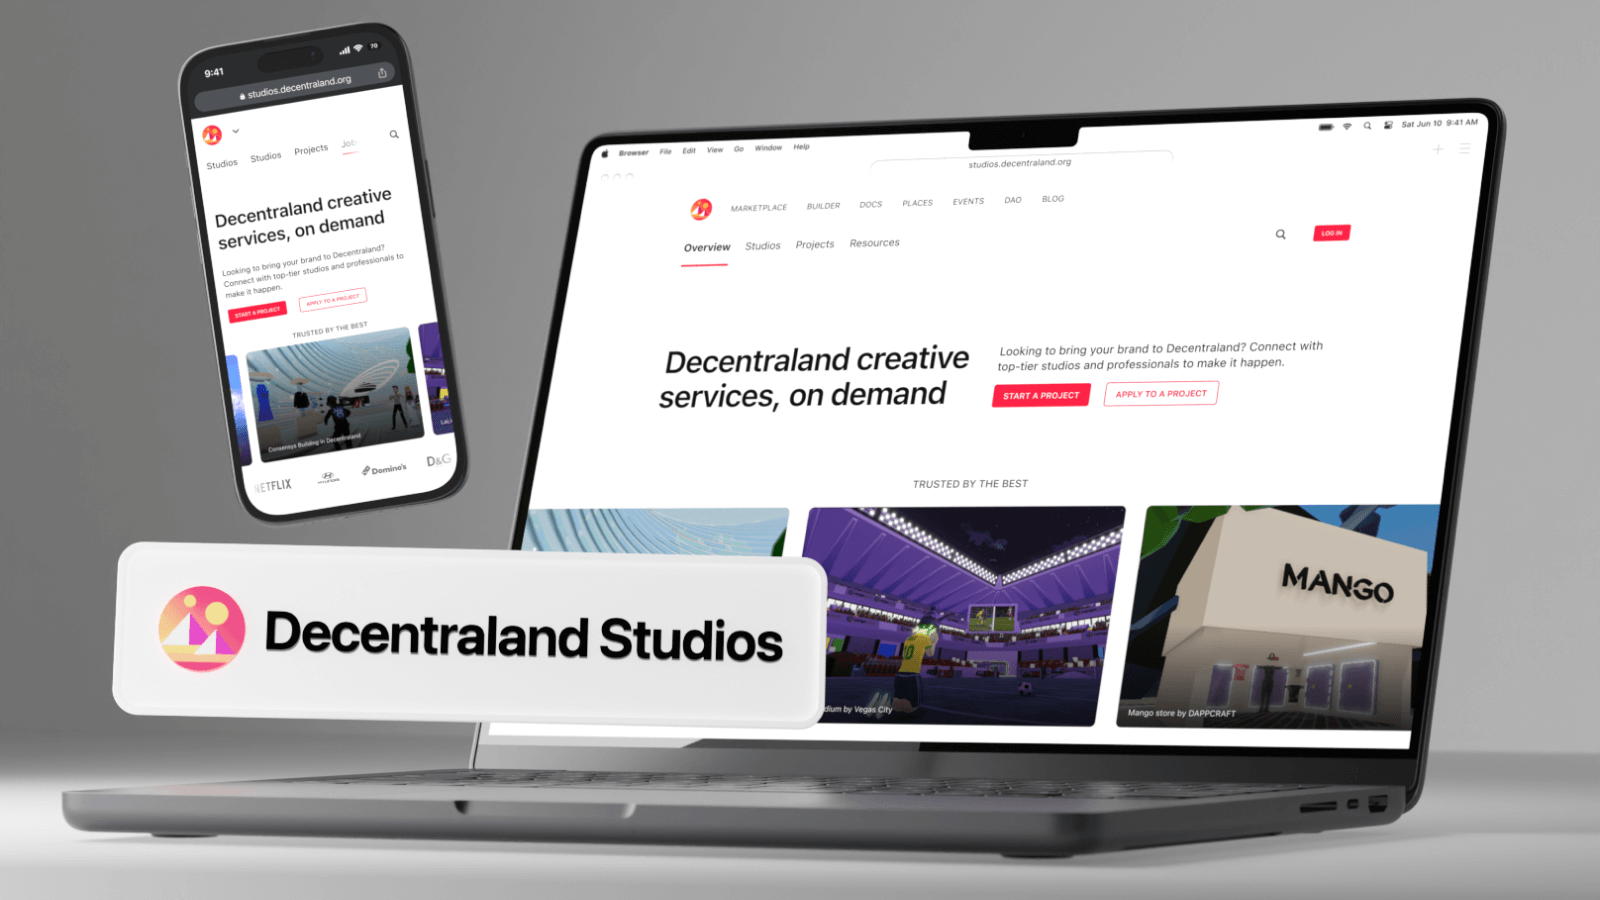 9:41
70
studios.decentraland.org
Studios Studios Projects
Decentraland creative
services, on demand
Looking to bring your brand to Decentraland?
Connect with top-tier studios and professionals to
make it happen.
START A PROJECT APPLY TO A PROJECT
TRUSTED BY THE BEST
Consensys Building in Decentraland
NETFLIX HYUNDAI Domino's D&G
Browser File Edit View Go Window Help
Sat Jun 10 9:41 AM
studios.decentraland.org
MARKETPLACE BUILDER DOCS PLACES EVENTS DAO BLOG
Overview Studios Projects Resources
LOG IN
Decentraland creative
services, on demand
Looking to bring your brand to Decentraland? Connect with
top-tier studios and professionals to make it happen.
START A PROJECT APPLY TO A PROJECT
TRUSTED BY THE BEST
MANGO
dium by Vegas City
Mango store by DAPPCRAFT
Decentraland Studios